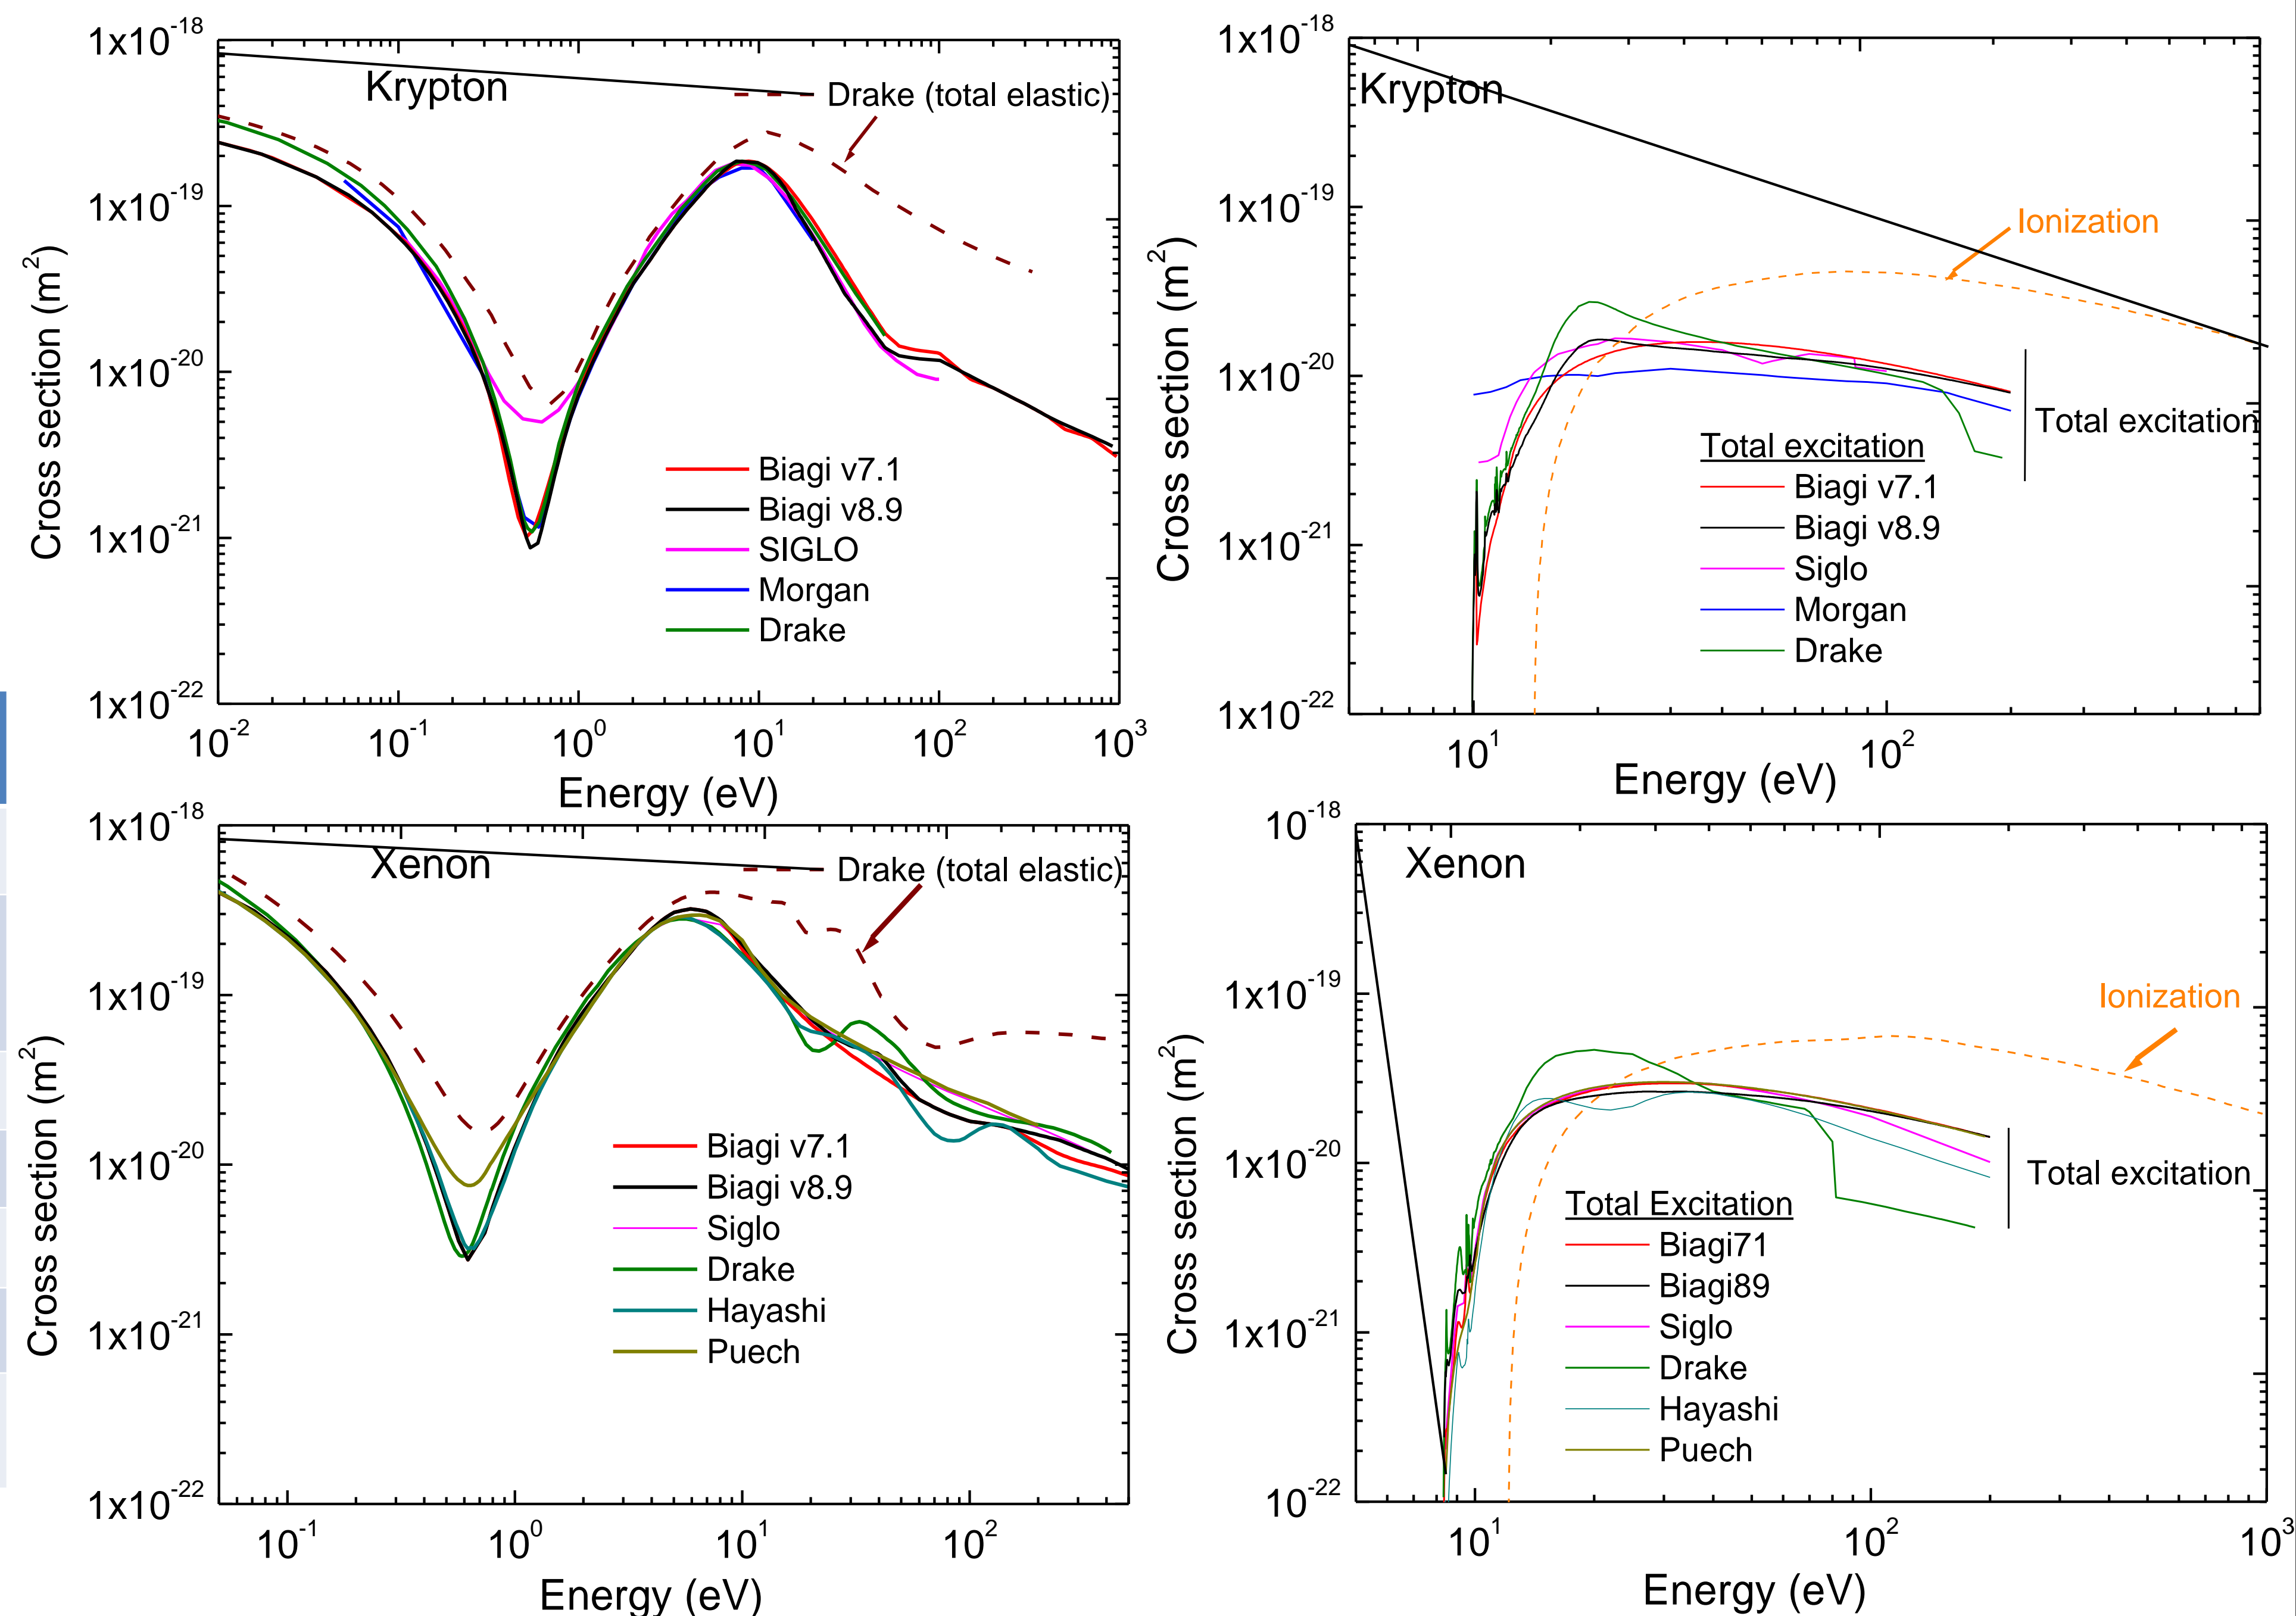 Krypton
Drake (total elastic)
1x10^-18
1x10^-19
1x10^-20
1x10^-21
1x10^-22
Cross section (m^2)
Biagi v7.1
Biagi v8.9
SIGLO
Morgan
Drake
10^-2
10^-1
10^0
10^1
10^2
10^3
Energy (eV)
Krypton
1x10^-18
1x10^-19
1x10^-20
1x10^-21
1x10^-22
Cross section (m^2)
Ionization
Total excitation
Total excitation
Biagi v7.1
Biagi v8.9
Siglo
Morgan
Drake
10^1
10^2
Energy (eV)
Xenon
Drake (total elastic)
1x10^-18
1x10^-19
1x10^-20
1x10^-21
1x10^-22
Cross section (m^2)
Biagi v7.1
Biagi v8.9
Siglo
Drake
Hayashi
Puech
10^-1
10^0
10^1
10^2
Energy (eV)
Xenon
10^-18
1x10^-19
1x10^-20
1x10^-21
10^-22
Cross section (m^2)
Ionization
Total excitation
Total Excitation
Biagi71
Biagi89
Siglo
Drake
Hayashi
Puech
10^1
10^2
10^3
Energy (eV)